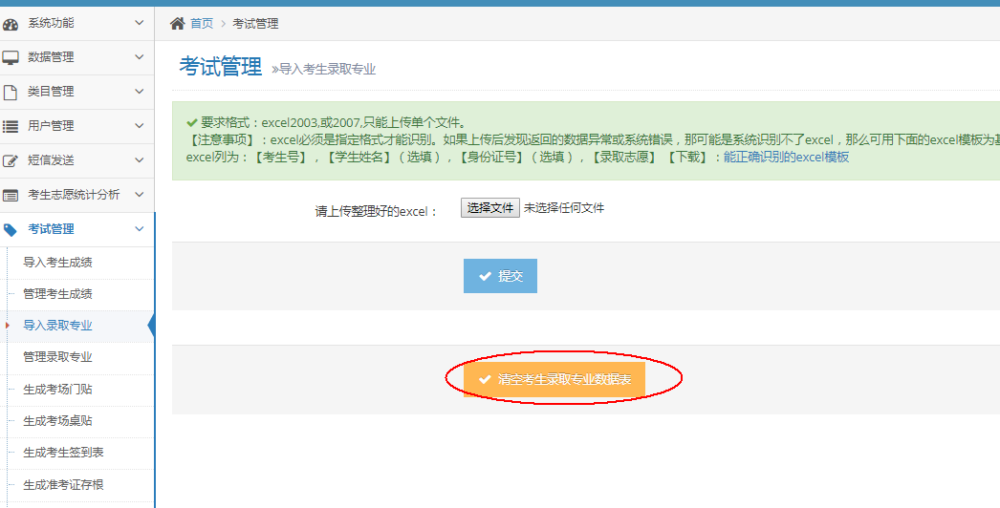 系统功能
数据管理
类目管理
用户管理
短信发送
考生志愿统计分析
考试管理
导入考生成绩
管理考生成绩
导入录取专业
管理录取专业
生成考场门贴
生成考场桌贴
生成考生签到表
生成准考证存根
首页 > 考试管理
考试管理 »导入考生录取专业
要求格式：excel2003,或2007,只能上传单个文件。
【注意事项】：excel必须是指定格式才能识别。如果上传后发现返回的数据异常或系统错误，那可能是系统识别不了excel，那么可用下面的excel模板为
excel列为：【考生号】，【学生姓名】（选填），【身份证号】（选填），【录取志愿】 【下载】：能正确识别的excel模板
请上传整理好的excel： 选择文件 未选择任何文件
提交
清空考生录取专业数据表